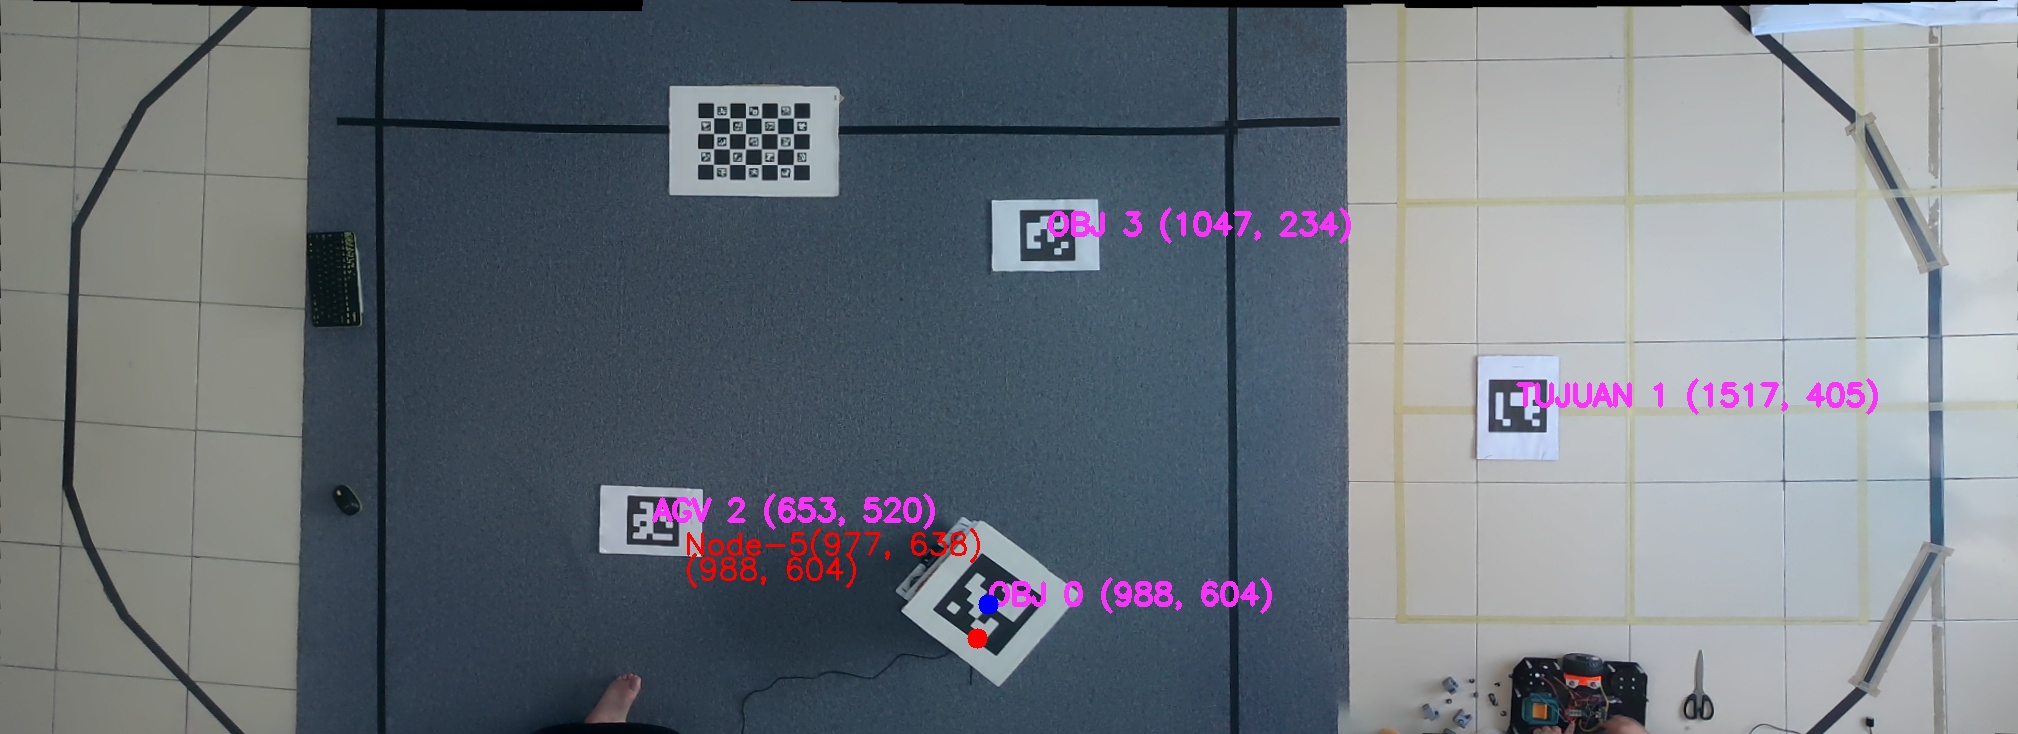 OBJ 3 (1047, 234)
TUJUAN 1 (1517, 405)
AGV 2 (653, 520)
Node-5(977, 638)
(988, 604)
OBJ 0 (988, 604)